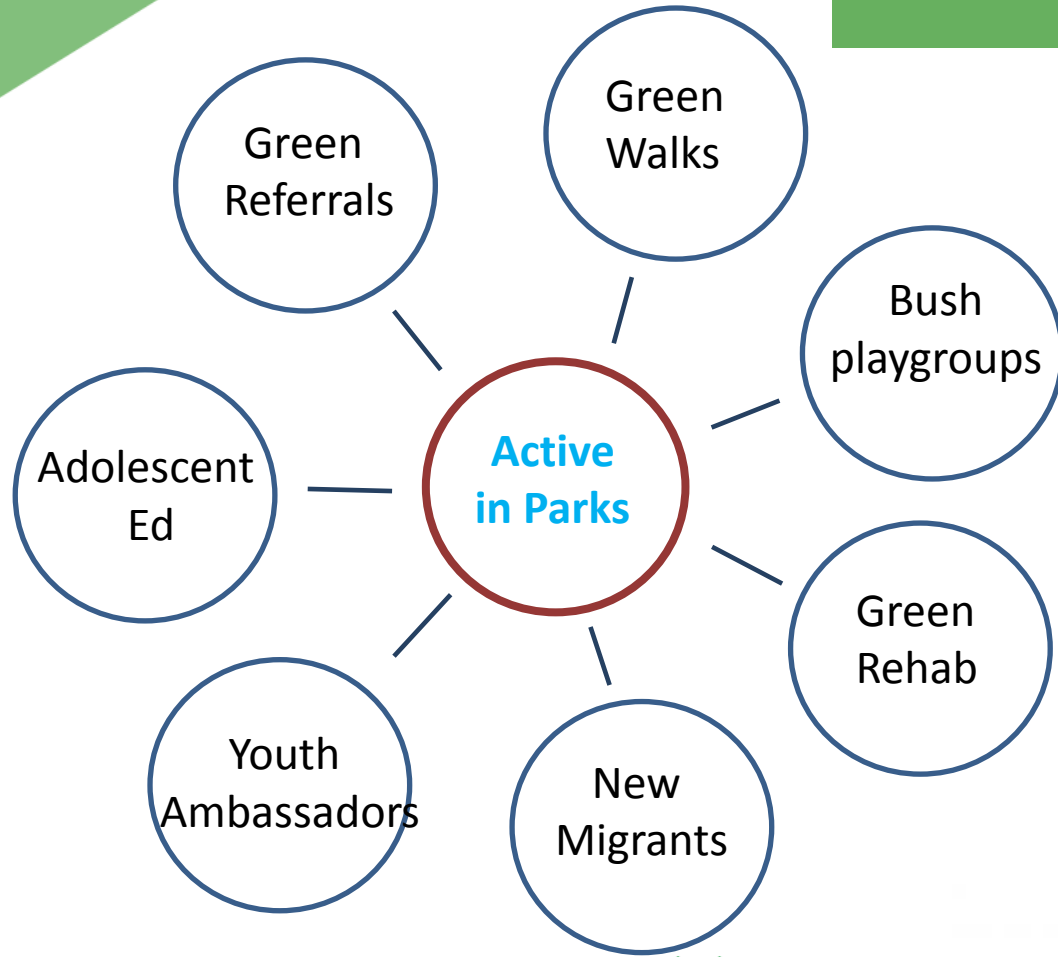 Green
Referrals
Green
Walks
Bush
playgroups
Adolescent
Ed
Active
in Parks
Green
Rehab
Youth
Ambassadors
New
Migrants